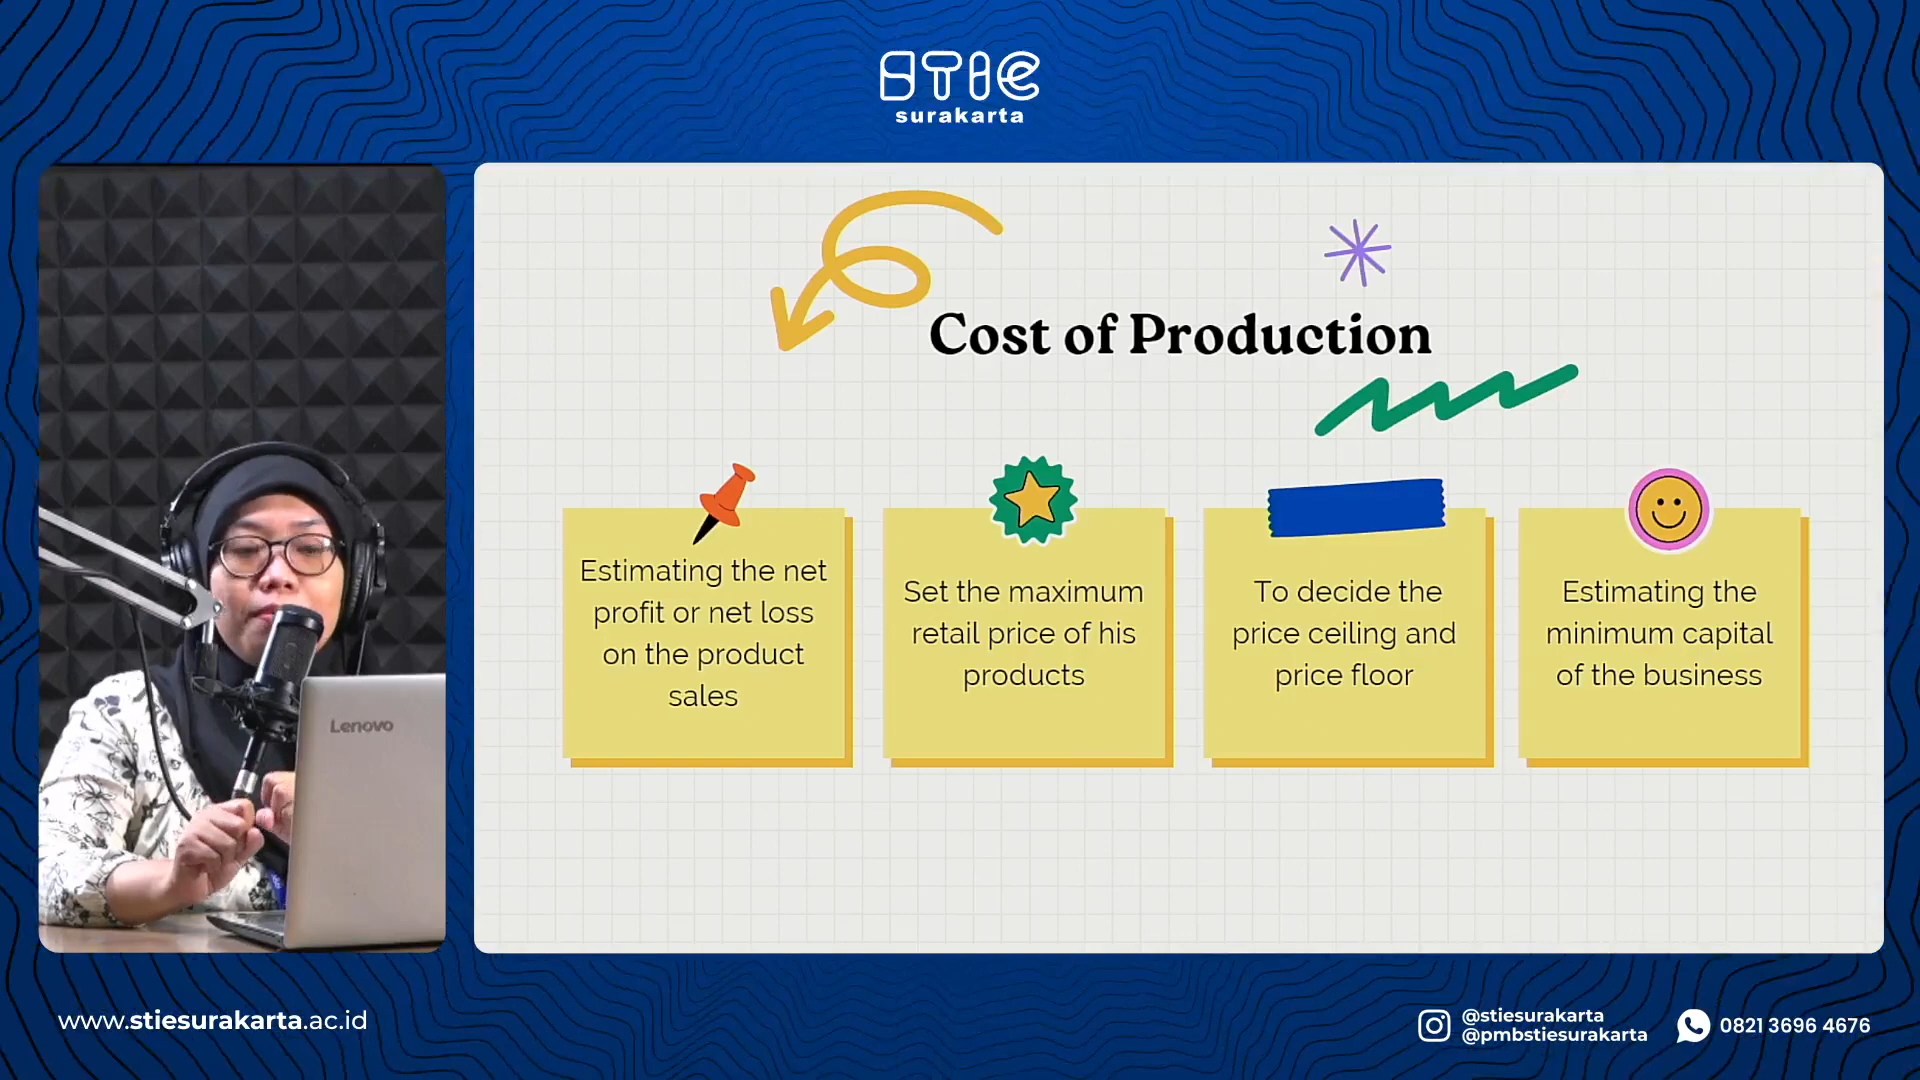 STIE
surakarta
Cost of Production
Estimating the net
profit or net loss
on the product
sales
Set the maximum
retail price of his
products
To decide the
price ceiling and
price floor
Estimating the
minimum capital
of the business
Lenovo
www.stiesurakarta.ac.id
@stiesurakarta
@pmbstiesurakarta
0821 3696 4676